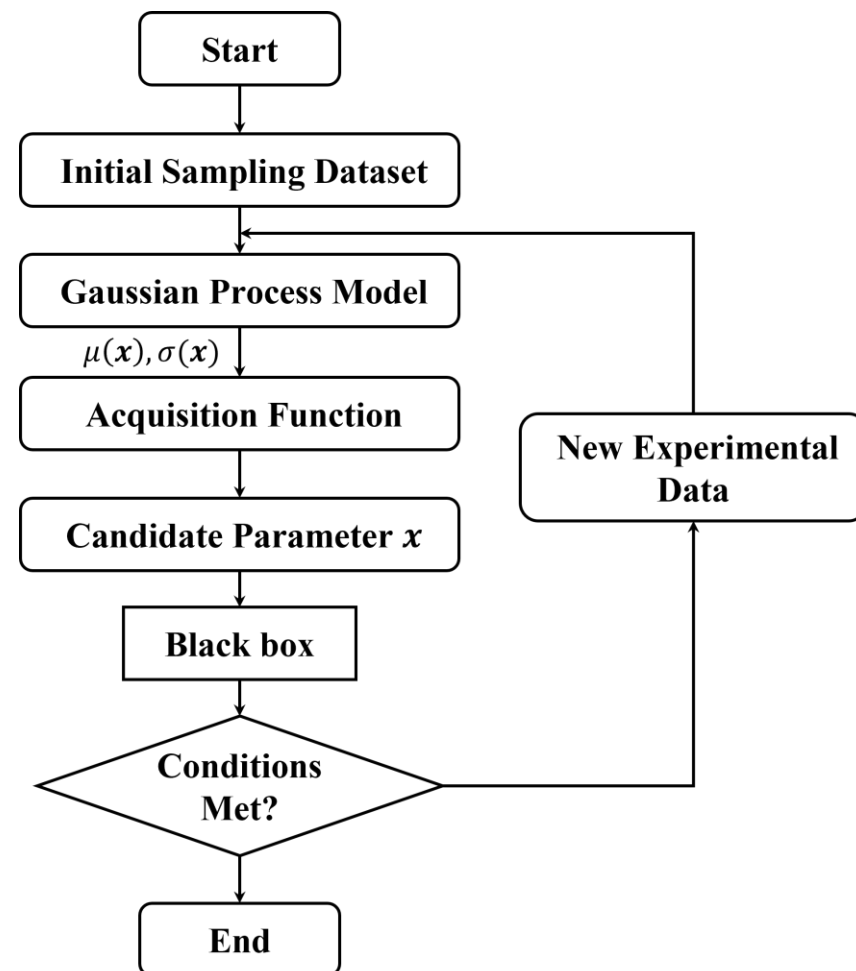 Start
Initial Sampling Dataset
Gaussian Process Model
μ(x), σ(x)
Acquisition Function
New Experimental
Data
Candidate Parameter x
Black box
Conditions
Met?
End